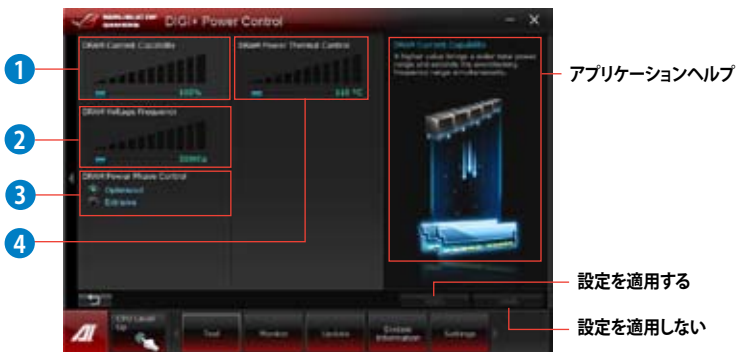 REPUBLIC OF GAMERS
DIGI+ Power Control
DRAM Current Capability
100%
DRAM Power Thermal Control
110 °C
DRAM Current Capability
A higher value brings a wider total power range and extends the overclocking frequency range simultaneously.
アプリケーションヘルプ
1
DRAM Voltage Frequency
2
DRAM Power Phase Control
Optimized
Extreme
3
4
設定を適用する
設定を適用しない
CPU Level Up
Tool
Monitor
Update
System Information
Settings